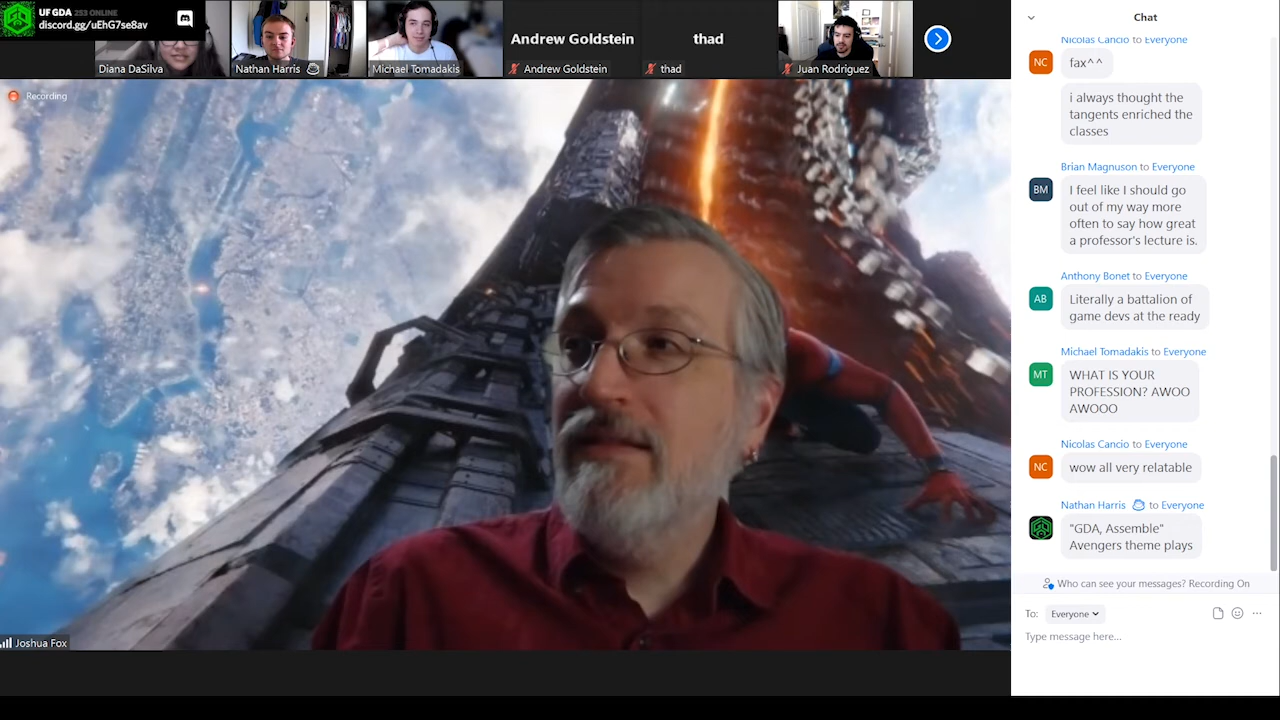 UF GDA 253 ONLINE
discord.gg/uEhG7se8av
Diana DaSilva
Nathan Harris
Michael Tomadakis
Andrew Goldstein
Andrew Goldstein
thad
thad
Juan Rodriguez
Recording
Joshua Fox
Chat
Nicolas Cancio to Everyone
NC
fax^^
i always thought the
tangents enriched the
classes
Brian Magnuson to Everyone
BM
I feel like I should go
out of my way more
often to say how great
a professor's lecture is.
Anthony Bonet to Everyone
AB
Literally a battalion of
game devs at the ready
Michael Tomadakis to Everyone
MT
WHAT IS YOUR
PROFESSION? AWOO
AWOOO
Nicolas Cancio to Everyone
NC
wow all very relatable
Nathan Harris to Everyone
"GDA, Assemble"
Avengers theme plays
Who can see your messages? Recording On
To: Everyone
Type message here...